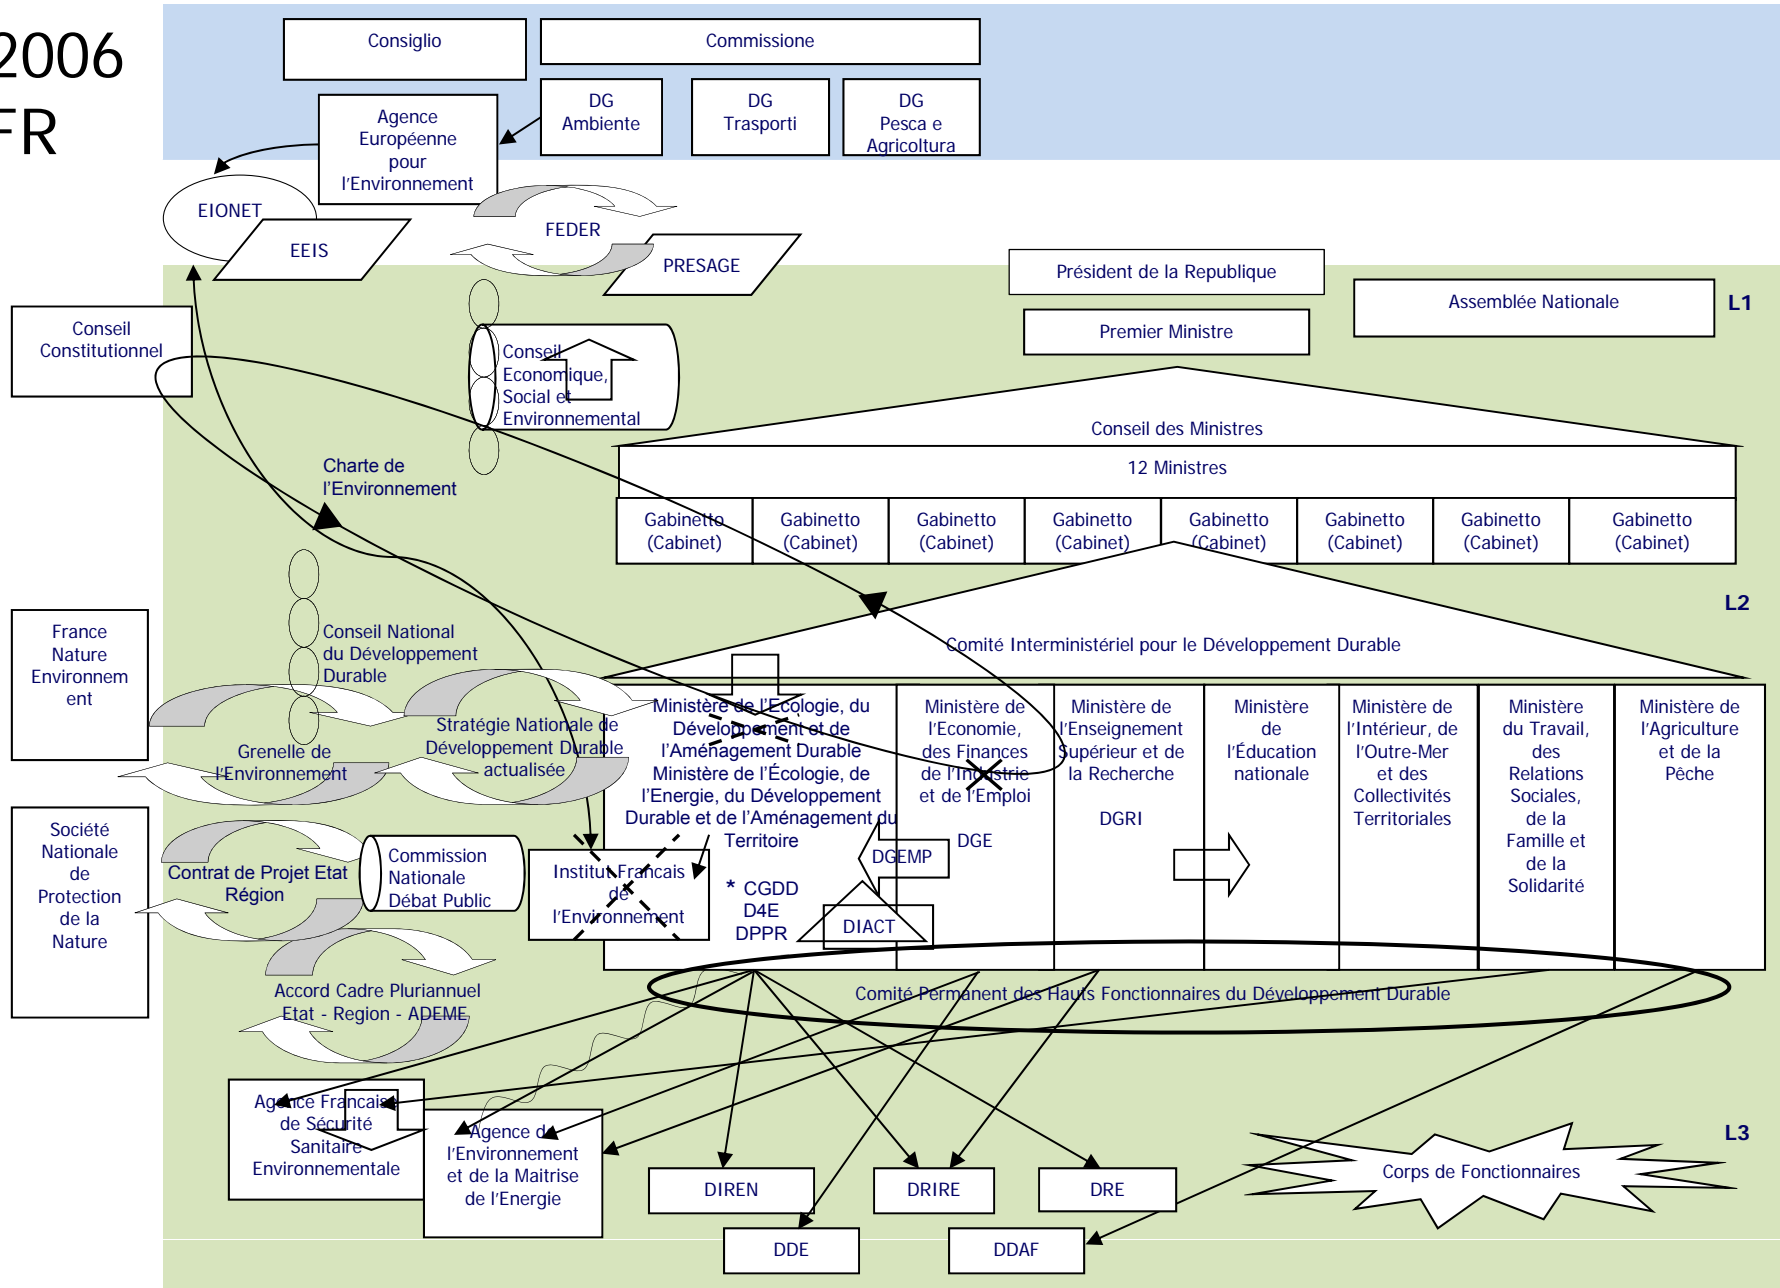 2006
FR
Consiglio
Commissione
DG
Ambiente
DG
Trasporti
DG
Pesca e
Agricoltura
Agence
Européenne
pour
l'Environnement
EIONET
EEIS
FEDER
PRESAGE
Président de la Republique
Premier Ministre
Assemblée Nationale
L1
Conseil
Constitutionnel
Conseil
Economique,
Social et
Environnemental
Conseil des Ministres
12 Ministres
Gabinetto
(Cabinet)
Gabinetto
(Cabinet)
Gabinetto
(Cabinet)
Gabinetto
(Cabinet)
Gabinetto
(Cabinet)
Gabinetto
(Cabinet)
Gabinetto
(Cabinet)
Gabinetto
(Cabinet)
Charte de
l'Environnement
L2
Comité Interministériel pour le Développement Durable
France
Nature
Environnem
ent
Conseil National
du Développement
Durable
Grenelle de
l'Environnement
Stratégie Nationale de
Développement Durable
actualisée
Ministère de l'Ecologie, du
Développement et de
l'Aménagement Durable
Ministère de l'Écologie, de
l'Energie, du Développement
Durable et de l'Aménagement du
Territoire
* CGDD
D4E
DPPR
Ministère de
l'Economie,
des Finances
de l'Industrie
et de l'Emploi
DGE
DGEMP
DIACT
Ministère de
l'Enseignement
Supérieur et de
la Recherche
DGRI
Ministère
de
l'Éducation
nationale
Ministère de
l'Intérieur, de
l'Outre-Mer
et des
Collectivités
Territoriales
Ministère
du Travail,
des
Relations
Sociales,
de la
Famille et
de la
Solidarité
Ministère de
l'Agriculture
et de la
Pêche
Société
Nationale
de
Protection
de la
Nature
Contrat de Projet Etat
Région
Commission
Nationale
Débat Public
Institut Francais
de
l'Environnement
Accord Cadre Pluriannuel
Etat - Region - ADEME
Comité Permanent des Hauts Fonctionnaires du Développement Durable
Agence Francaise
de Sécurité
Sanitaire
Environnementale
Agence de
l'Environnement
et de la Maitrise
de l'Energie
L3
Corps de Fonctionnaires
DIREN
DRIRE
DRE
DDE
DDAF